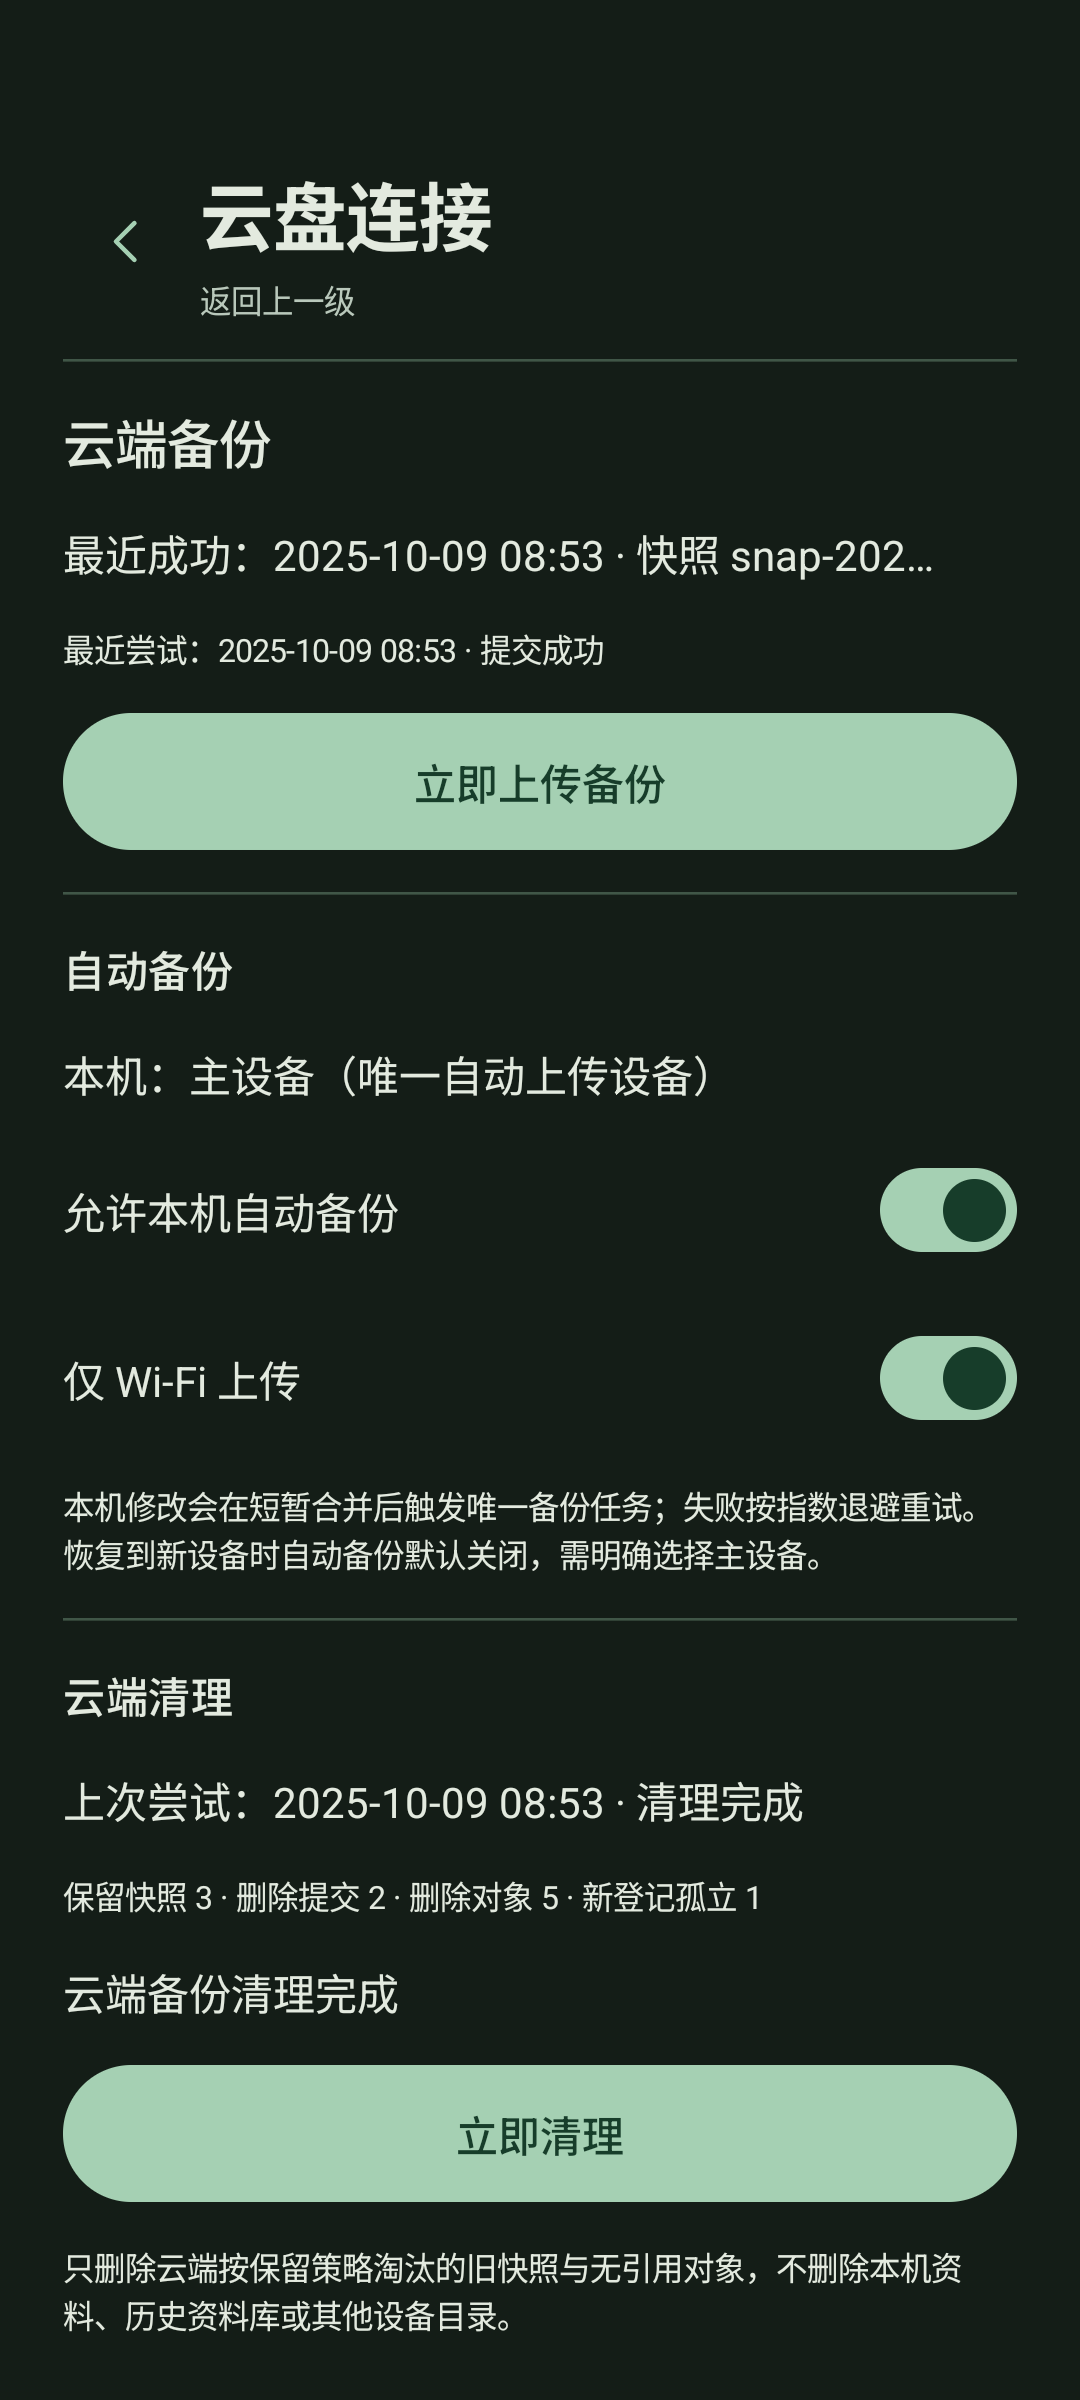 云盘连接
返回上一级
云端备份
最近成功：2025-10-09 08:53 · 快照 snap-202…
最近尝试：2025-10-09 08:53 · 提交成功
立即上传备份
自动备份
本机：主设备（唯一自动上传设备）
允许本机自动备份
仅 Wi-Fi 上传
本机修改会在短暂合并后触发唯一备份任务；失败按指数退避重试。
恢复到新设备时自动备份默认关闭，需明确选择主设备。
云端清理
上次尝试：2025-10-09 08:53 · 清理完成
保留快照 3 · 删除提交 2 · 删除对象 5 · 新登记孤立 1
云端备份清理完成
立即清理
只删除云端按保留策略淘汰的旧快照与无引用对象，不删除本机资
料、历史资料库或其他设备目录。